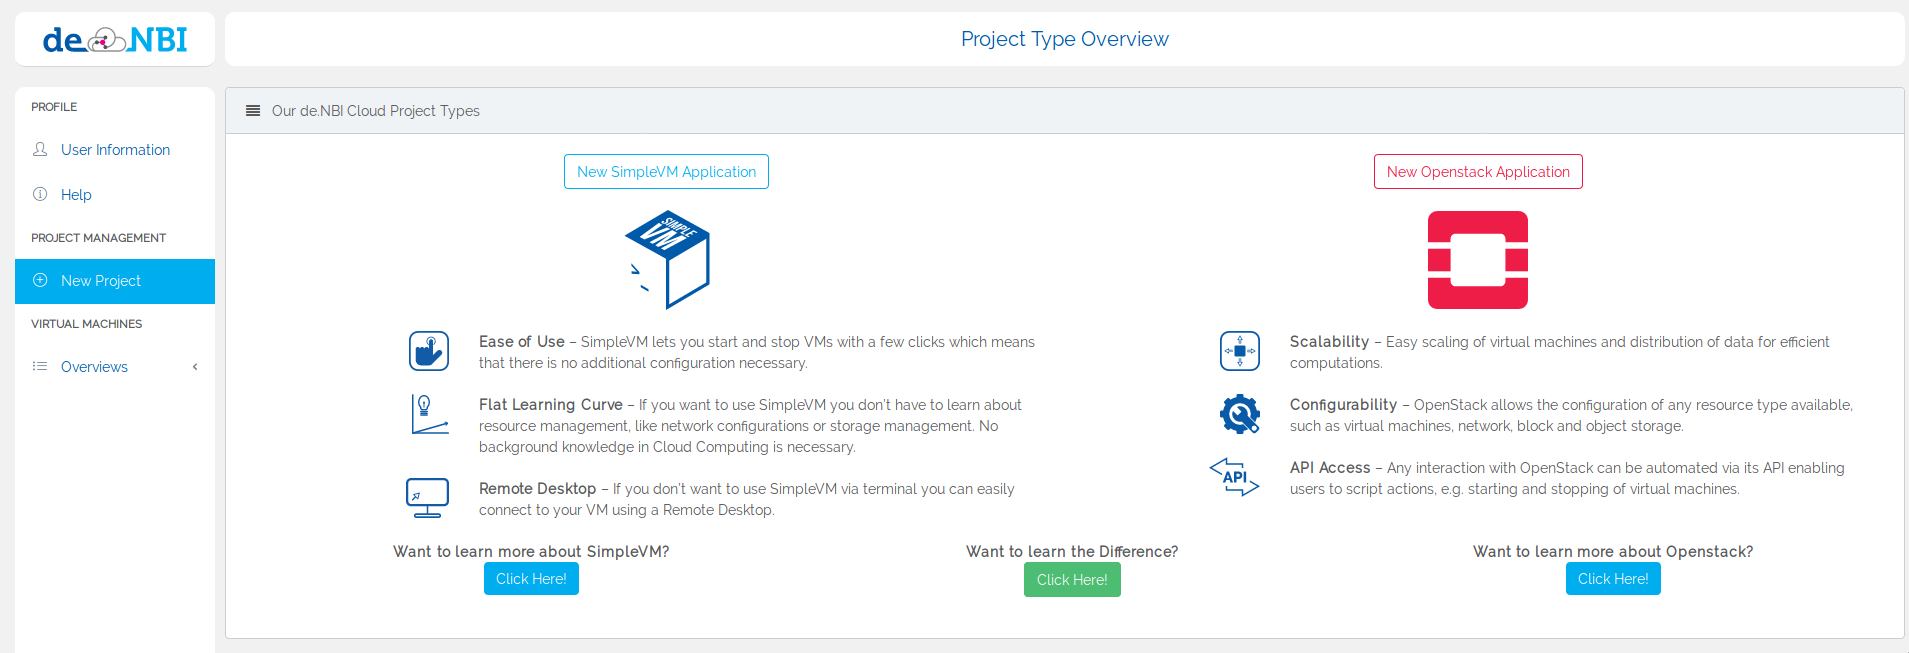 de.NBI
Project Type Overview
PROFILE
User Information
Help
PROJECT MANAGEMENT
New Project
VIRTUAL MACHINES
Overviews
Our de.NBI Cloud Project Types
New SimpleVM Application
SIMPLE
VM
Ease of Use – SimpleVM lets you start and stop VMs with a few clicks which means
that there is no additional configuration necessary.
Flat Learning Curve – If you want to use SimpleVM you don't have to learn about
resource management, like network configurations or storage management. No
background knowledge in Cloud Computing is necessary.
Remote Desktop – If you don't want to use SimpleVM via terminal you can easily
connect to your VM using a Remote Desktop.
New Openstack Application
Scalability – Easy scaling of virtual machines and distribution of data for efficient
computations.
Configurability – OpenStack allows the configuration of any resource type available,
such as virtual machines, network, block and object storage.
API
API Access – Any interaction with OpenStack can be automated via its API enabling
users to script actions, e.g. starting and stopping of virtual machines.
Want to learn more about SimpleVM?
Click Here!
Want to learn the Difference?
Click Here!
Want to learn more about Openstack?
Click Here!